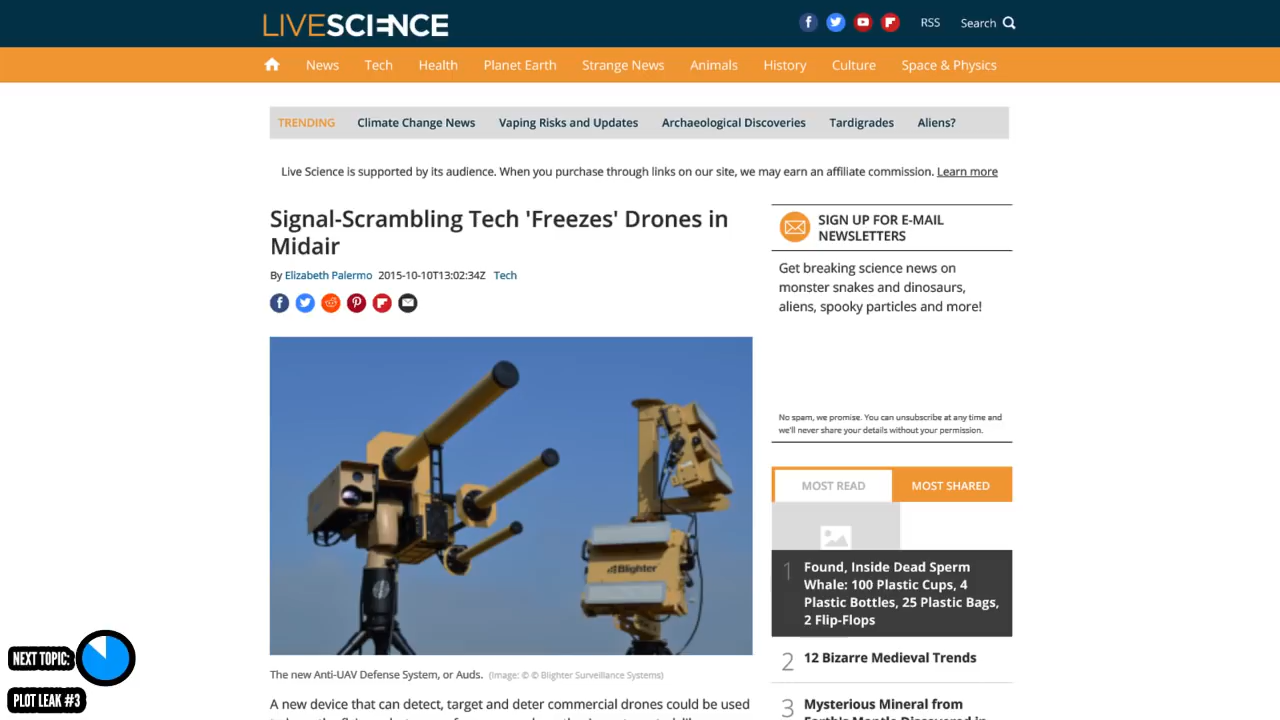 LIVESCIENCE
RSS
Search
News
Tech
Health
Planet Earth
Strange News
Animals
History
Culture
Space & Physics
TRENDING
Climate Change News
Vaping Risks and Updates
Archaeological Discoveries
Tardigrades
Aliens?
Live Science is supported by its audience. When you purchase through links on our site, we may earn an affiliate commission. Learn more
Signal-Scrambling Tech 'Freezes' Drones in
Midair
By Elizabeth Palermo 2015-10-10T13:02:34Z Tech
Blighter
The new Anti-UAV Defense System, or Auds. (Image: © © Blighter Surveillance Systems)
A new device that can detect, target and deter commercial drones could be used
SIGN UP FOR E-MAIL
NEWSLETTERS
Get breaking science news on
monster snakes and dinosaurs,
aliens, spooky particles and more!
No spam, we promise. You can unsubscribe at any time and
we'll never share your details without your permission.
MOST READ
MOST SHARED
1
Found, Inside Dead Sperm
Whale: 100 Plastic Cups, 4
Plastic Bottles, 25 Plastic Bags,
2 Flip-Flops
2
12 Bizarre Medieval Trends
3
Mysterious Mineral from
Earth's Mantle Discovered in
NEXT TOPIC:
PLOT LEAK #3